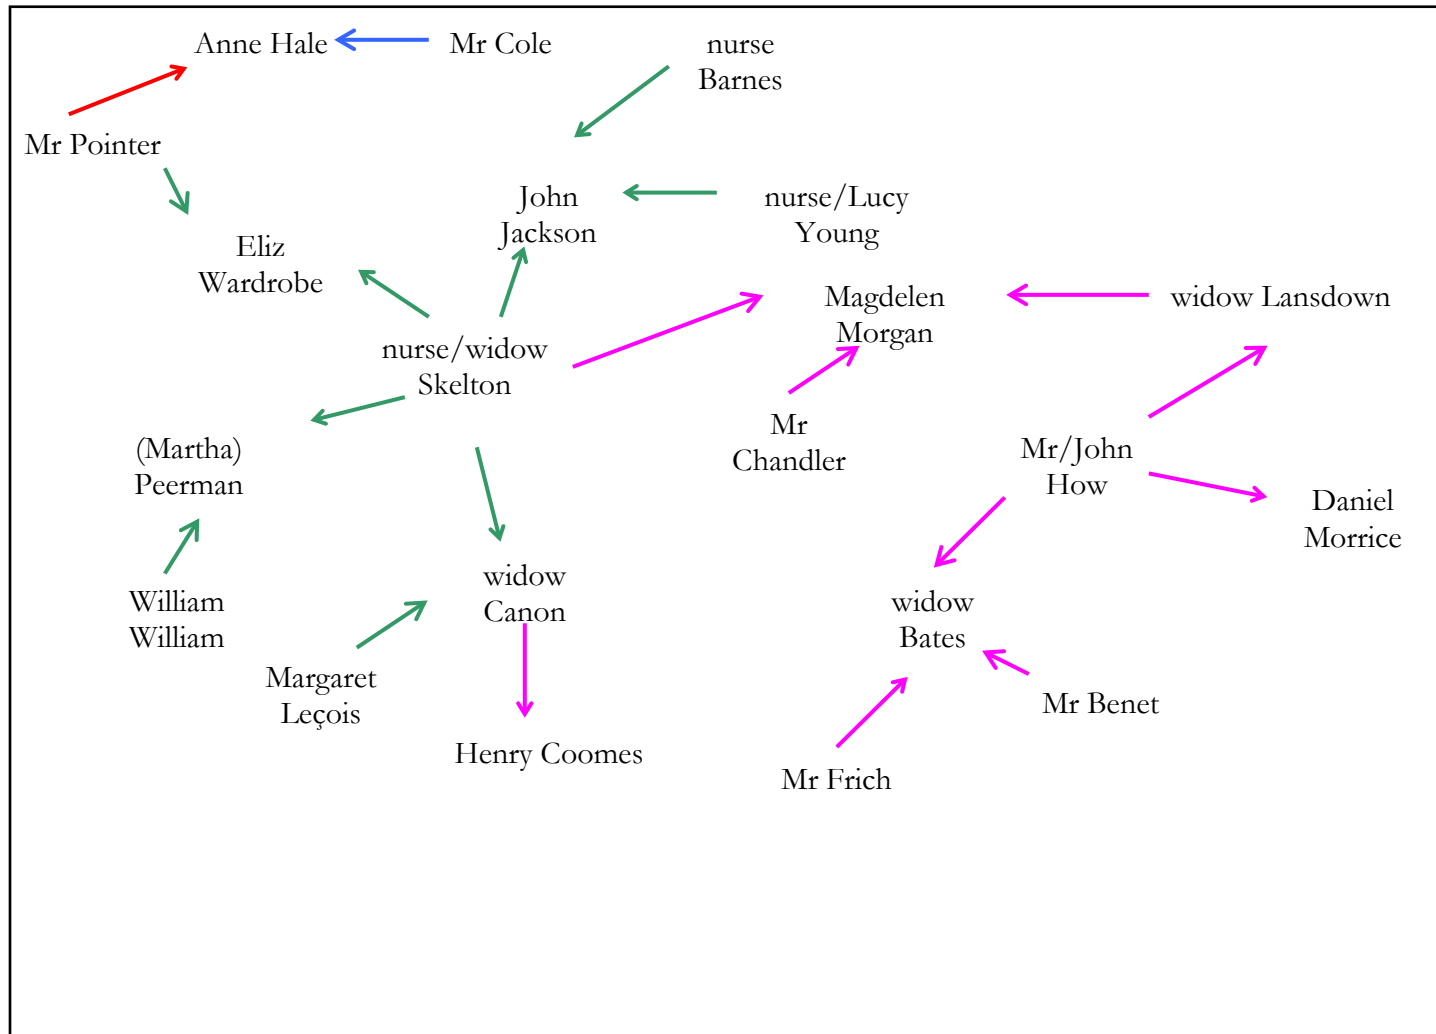 Anne Hale
Mr Cole
nurse
Barnes
Mr Pointer
John
Jackson
nurse/Lucy
Young
Eliz
Wardrobe
Magdelen
Morgan
widow Lansdown
nurse/widow
Skelton
Mr
Chandler
(Martha)
Peerman
Mr/John
How
Daniel
Morrice
widow
Canon
William
William
widow
Bates
Margaret
Leçois
Mr Benet
Henry Coomes
Mr Frich